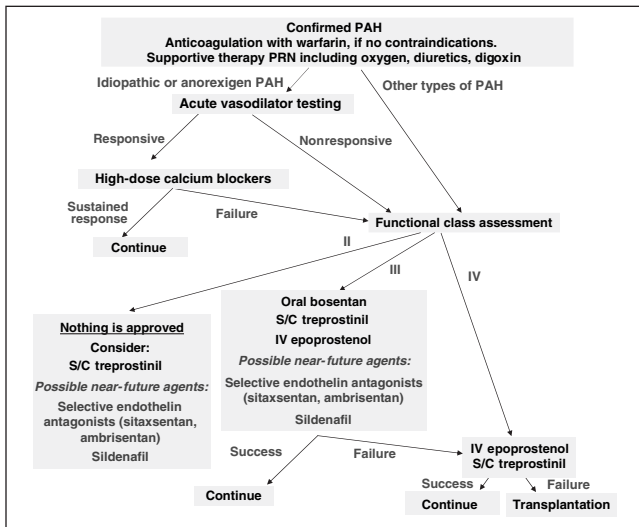 Confirmed PAH
Anticoagulation with warfarin, if no contraindications.
Supportive therapy PRN including oxygen, diuretics, digoxin
Idiopathic or anorexigen PAH
Other types of PAH
Acute vasodilator testing
Responsive
Nonresponsive
High-dose calcium blockers
Sustained
response
Failure
Functional class assessment
Continue
II
III
IV
Nothing is approved
Consider:
S/C treprostinil
Possible near-future agents:
Selective endothelin
antagonists (sitaxsentan,
ambrisentan)
Sildenafil
Oral bosentan
S/C treprostinil
IV epoprostenol
Possible near-future agents:
Selective endothelin antagonists
(sitaxsentan, ambrisentan)
Sildenafil
Success
Failure
IV epoprostenol
S/C treprostinil
Continue
Success
Failure
Continue
Transplantation